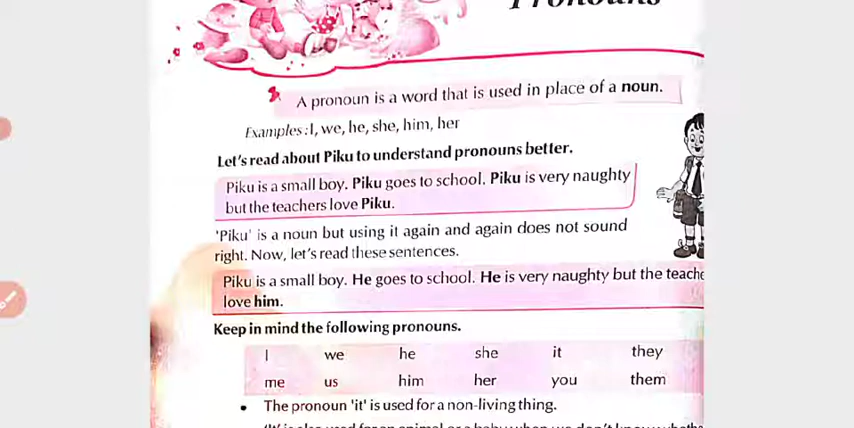 Pronouns
A pronoun is a word that is used in place of a noun.
Examples : I, we, he, she, him, her
Let's read about Piku to understand pronouns better.
Piku is a small boy. Piku goes to school. Piku is very naughty
but the teachers love Piku.
'Piku' is a noun but using it again and again does not sound
right. Now, let's read these sentences.
Piku is a small boy. He goes to school. He is very naughty but the
love him.
Keep in mind the following pronouns.
I we he she it they
me us him her you them
• The pronoun 'it' is used for a non-living thing.